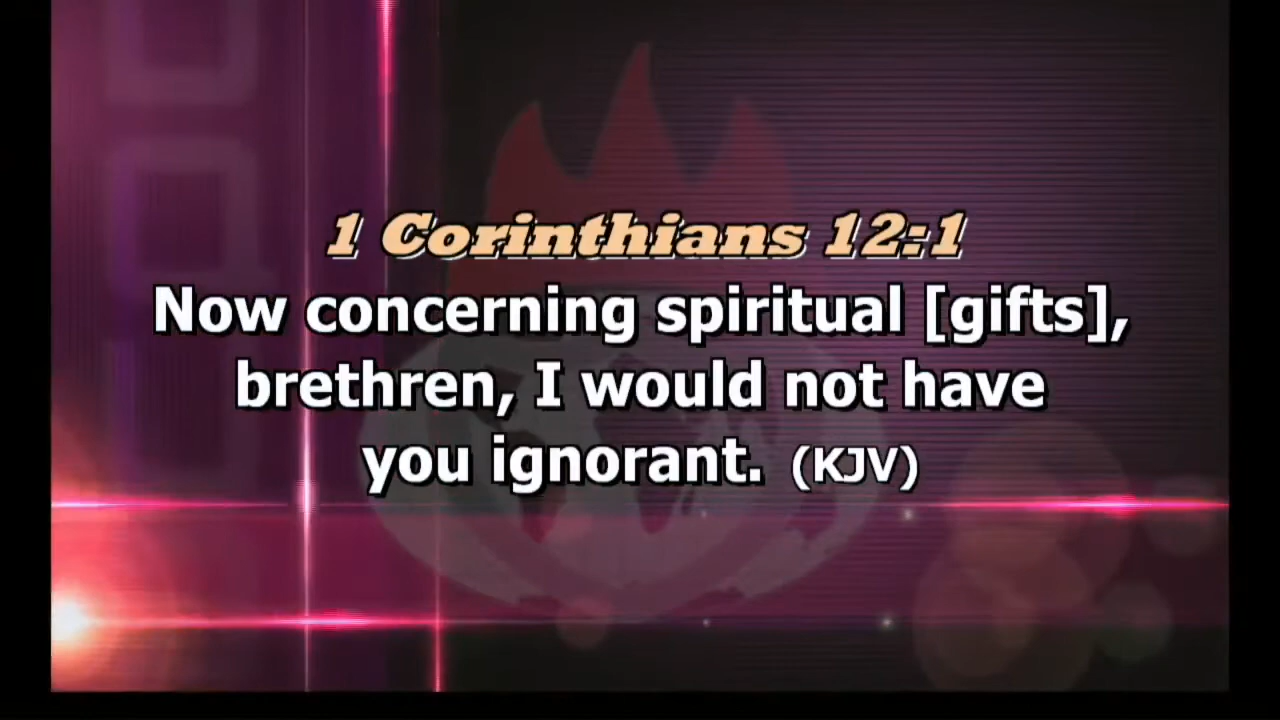 1 Corinthians 12:1
Now concerning spiritual [gifts],
brethren, I would not have
you ignorant. (KJV)